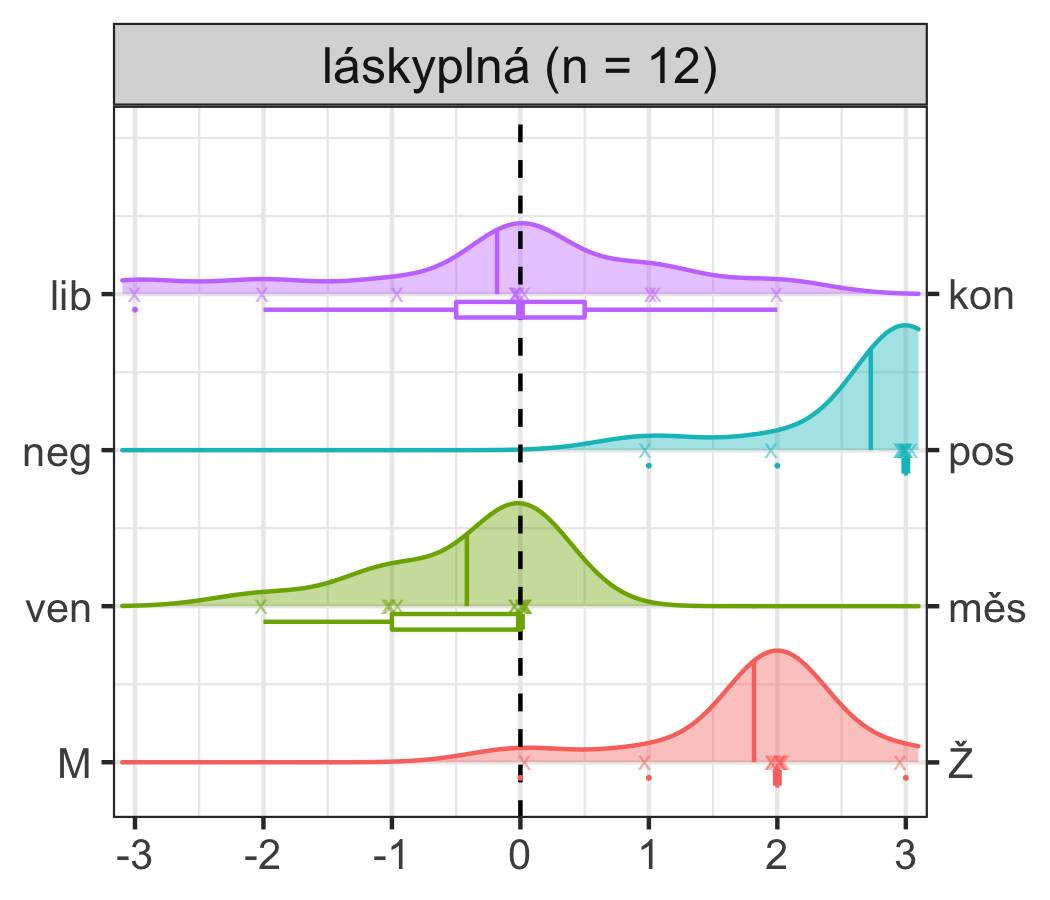 láskyplná (n = 12)
lib kon
neg pos
ven měs
M Ž
-3 -2 -1 0 1 2 3